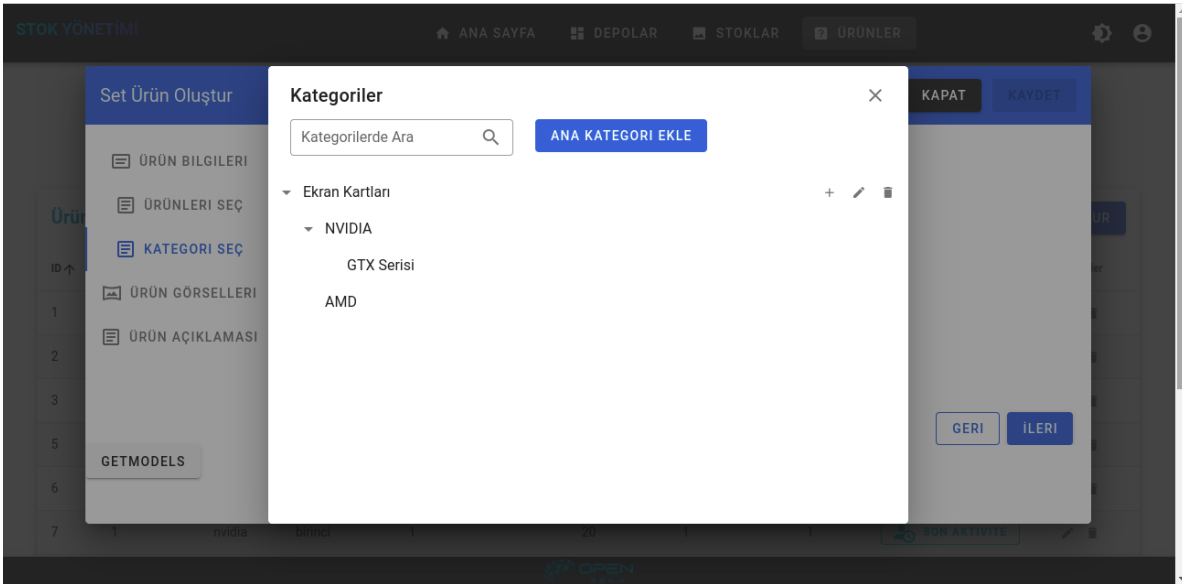 STOK YÖNETİMİ
ANA SAYFA
DEPOLAR
STOKLAR
ÜRÜNLER
Set Ürün Oluştur
KAPAT
KAYDET
Kategoriler
Kategorilerde Ara
ANA KATEGORI EKLE
ÜRÜN BILGILERI
ÜRÜNLERI SEÇ
KATEGORI SEÇ
ÜRÜN GÖRSELLERI
ÜRÜN AÇIKLAMASI
Ekran Kartları
NVIDIA
GTX Serisi
AMD
GERI
İLERI
GETMODELS
ID
1
2
3
5
6
7 1 nvidia birinci 1 20 1 1 SON AKTIVITE
OPEN